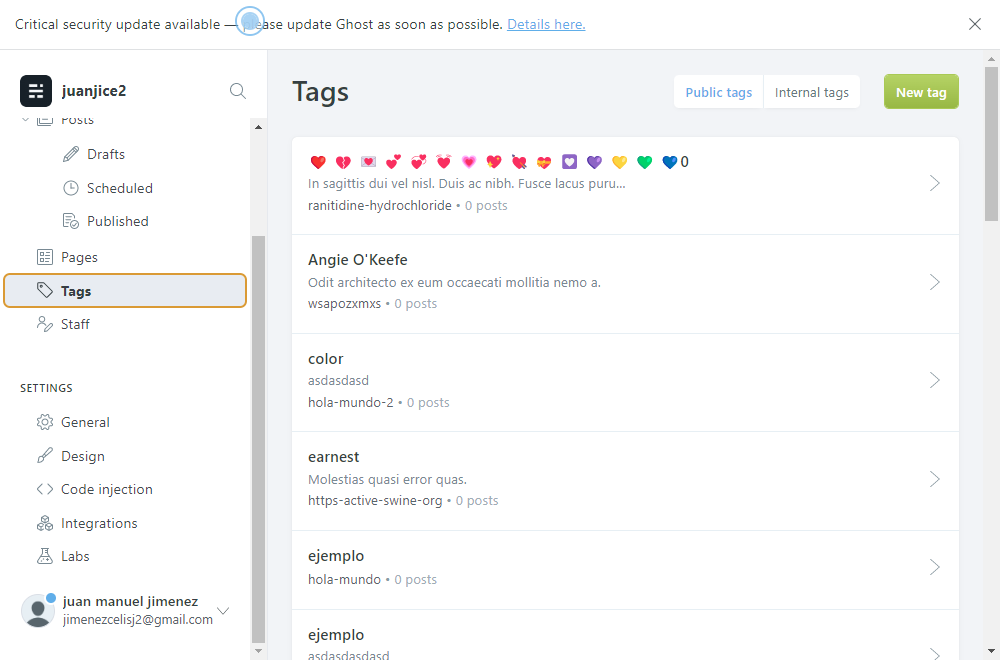 Critical security update available — please update Ghost as soon as possible. Details here.
juanjice2
Posts
Drafts
Scheduled
Published
Pages
Tags
Staff
SETTINGS
General
Design
Code injection
Integrations
Labs
juan manuel jimenez
jimenezcelisj2@gmail.com
Tags
Public tags
Internal tags
New tag
❤️ 💔 💌 💕 💞 💓 💗 💖 💘 💝 💟 💜 💛 💚 💙 0
In sagittis dui vel nisl. Duis ac nibh. Fusce lacus puru...
ranitidine-hydrochloride • 0 posts
Angie O'Keefe
Odit architecto ex eum occaecati mollitia nemo a.
wsapozxmxs • 0 posts
color
asdasdasd
hola-mundo-2 • 0 posts
earnest
Molestias quasi error quas.
https-active-swine-org • 0 posts
ejemplo
hola-mundo • 0 posts
ejemplo
asdasdasdasd